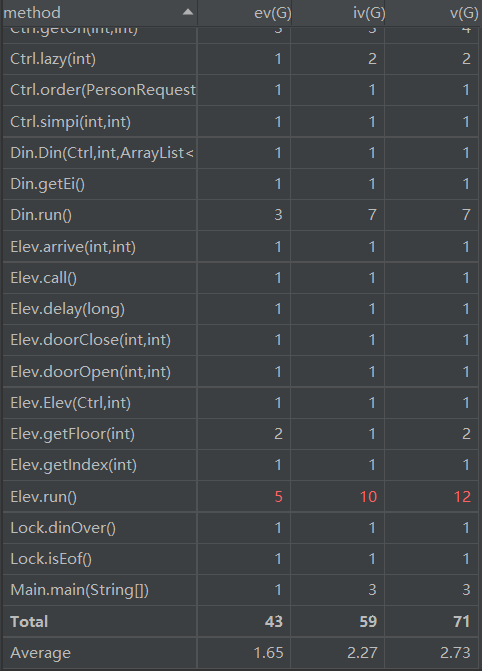 method ev(G) iv(G) v(G)
Ctrl.getOn(int,int) 3 3 4
Ctrl.lazy(int) 1 2 2
Ctrl.order(PersonRequest 1 1 1
Ctrl.simpi(int,int) 1 1 1
Din.Din(Ctrl,int,ArrayList< 1 1 1
Din.getEi() 1 1 1
Din.run() 3 7 7
Elev.arrive(int,int) 1 1 1
Elev.call() 1 1 1
Elev.delay(long) 1 1 1
Elev.doorClose(int,int) 1 1 1
Elev.doorOpen(int,int) 1 1 1
Elev.Elev(Ctrl,int) 1 1 1
Elev.getFloor(int) 2 1 2
Elev.getIndex(int) 1 1 1
Elev.run() 5 10 12
Lock.dinOver() 1 1 1
Lock.isEof() 1 1 1
Main.main(String[]) 1 3 3
Total 43 59 71
Average 1.65 2.27 2.73